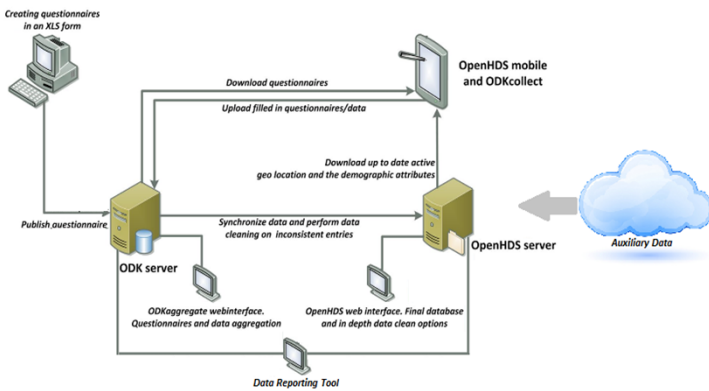 Creating questionnaires
in an XLS form
OpenHDS mobile
and ODKcollect
Download questionnaires
Upload filled in questionnaires/data
Download up to date active
geo location and the demographic attributes
Publish questionnaire
Synchronize data and perform data
cleaning on inconsistent entries
ODK server
OpenHDS server
Auxiliary Data
ODKaggregate webinterface.
Questionnaires and data aggregation
OpenHDS web interface. Final database
and in depth data clean options
Data Reporting Tool